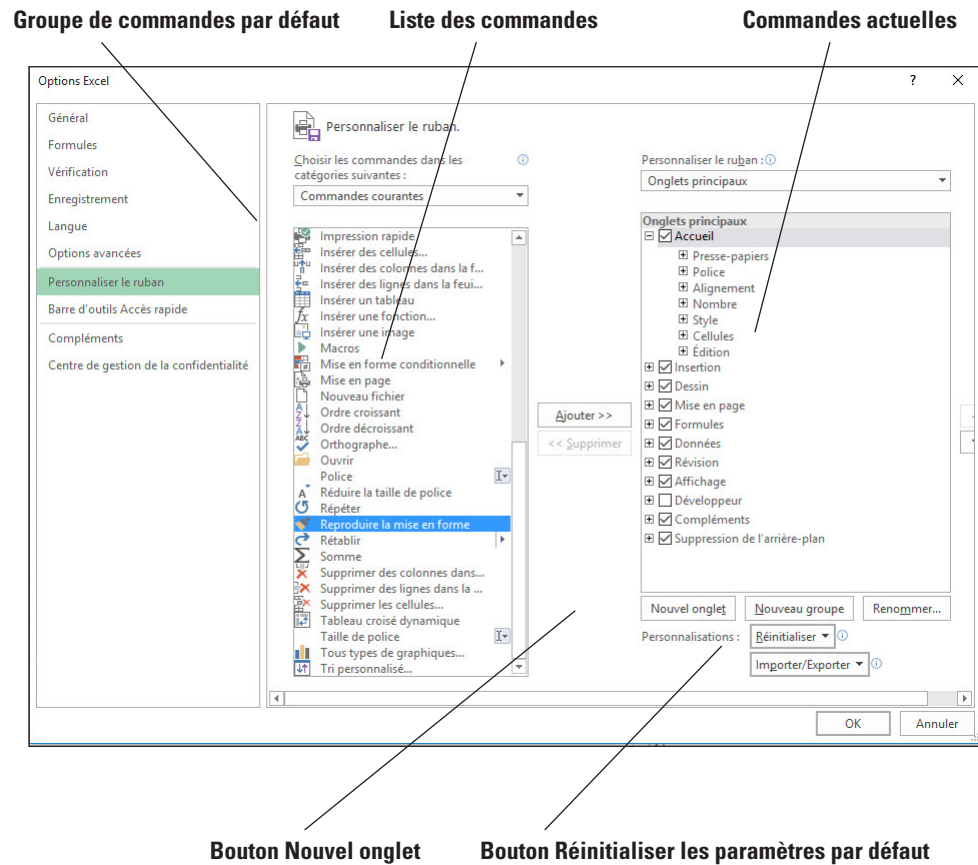 Groupe de commandes par défaut
Liste des commandes
Commandes actuelles
Options Excel
?
Général
Formules
Vérification
Enregistrement
Langue
Options avancées
Personnaliser le ruban
Barre d'outils Accès rapide
Compléments
Centre de gestion de la confidentialité
Personnaliser le ruban.
Choisir les commandes dans les
catégories suivantes :
Commandes courantes
Impression rapide
Insérer des cellules...
Insérer des colonnes dans la f...
Insérer des lignes dans la feui...
Insérer un tableau
Insérer une fonction...
Insérer une image
Macros
Mise en forme conditionnelle
Mise en page
Nouveau fichier
Ordre croissant
Ordre décroissant
Orthographe...
Ouvrir
Police
Réduire la taille de police
Répéter
Reproduire la mise en forme
Rétablir
Somme
Supprimer des colonnes dans...
Supprimer des lignes dans la ...
Supprimer les cellules...
Tableau croisé dynamique
Taille de police
Tous types de graphiques...
Tri personnalisé...
Ajouter >>
<< Supprimer
Personnaliser le ruban :
Onglets principaux
Onglets principaux
Accueil
Presse-papiers
Police
Alignement
Nombre
Style
Cellules
Édition
Insertion
Dessin
Mise en page
Formules
Données
Révision
Affichage
Développeur
Compléments
Suppression de l'arrière-plan
Nouvel onglet
Nouveau groupe
Renommer...
Personnalisations :
Réinitialiser
Importer/Exporter
OK
Annuler
Bouton Nouvel onglet
Bouton Réinitialiser les paramètres par défaut